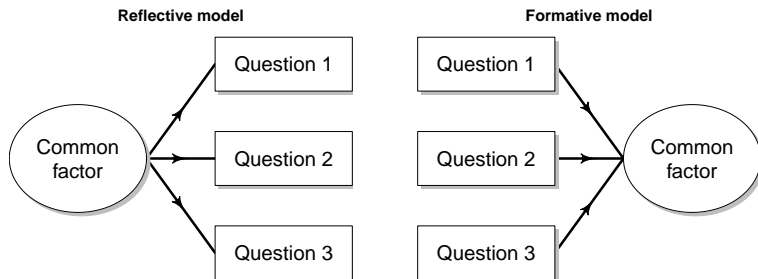 Reflective model
Question 1
Common
factor
Question 2
Question 3
Formative model
Question 1
Question 2
Common
factor
Question 3